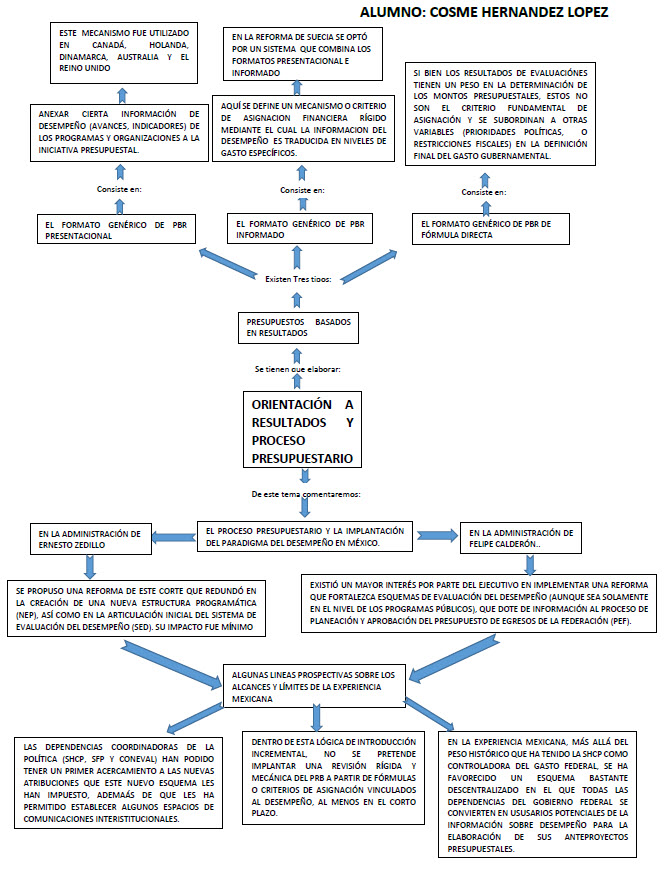 ALUMNO: COSME HERNANDEZ LOPEZ
ESTE MECANISMO FUE UTILIZADO
EN CANADÁ, HOLANDA,
DINAMARCA, AUSTRALIA Y EL
REINO UNIDO
EN LA REFORMA DE SUECIA SE OPTÓ
POR UN SISTEMA QUE COMBINA LOS
FORMATOS PRESENTACIONAL E
INFORMADO
SI BIEN LOS RESULTADOS DE EVALUACIÓNES
TIENEN UN PESO EN LA DETERMINACIÓN DE
LOS MONTOS PRESUPUESTALES, ESTOS NO
SON EL CRITERIO FUNDAMENTAL DE
ASIGNACIÓN Y SE SUBORDINAN A OTRAS
VARIABLES (PRIORIDADES POLÍTICAS, O
RESTRICCIONES FISCALES) EN LA DEFINICIÓN
FINAL DEL GASTO GUBERNAMENTAL.
ANEXAR CIERTA INFORMACIÓN DE
DESEMPEÑO (AVANCES, INDICADORES) DE
LOS PROGRAMAS Y ORGANIZACIONES A LA
INICIATIVA PRESUPUESTAL.
AQUÍ SE DEFINE UN MECANISMO O CRITERIO
DE ASIGNACION FINANCIERA RÍGIDO
MEDIANTE EL CUAL LA INFORMACION DEL
DESEMPEÑO ES TRADUCIDA EN NIVELES DE
GASTO ESPECÍFICOS.
Consiste en:
Consiste en:
Consiste en:
EL FORMATO GENÉRICO DE PBR
PRESENTACIONAL
EL FORMATO GENÉRICO DE PBR
INFORMADO
EL FORMATO GENÉRICO DE PBR DE
FÓRMULA DIRECTA
Existen Tres tipos:
PRESUPUESTOS BASADOS
EN RESULTADOS
Se tienen que elaborar:
ORIENTACIÓN A
RESULTADOS Y
PROCESO
PRESUPUESTARIO
De este tema comentaremos:
EN LA ADMINISTRACIÓN DE
ERNESTO ZEDILLO
EL PROCESO PRESUPUESTARIO Y LA IMPLANTACIÓN
DEL PARADIGMA DEL DESEMPEÑO EN MÉXICO.
EN LA ADMINISTRACIÓN DE
FELIPE CALDERÓN..
SE PROPUSO UNA REFORMA DE ESTE CORTE QUE REDUNDÓ EN
LA CREACIÓN DE UNA NUEVA ESTRUCTURA PROGRAMÁTICA
(NEP), ASÍ COMO EN LA ARTICULACIÓN INICIAL DEL SISTEMA DE
EVALUACIÓN DEL DESEMPEÑO (SED). SU IMPACTO FUE MÍNIMO
EXISTIÓ UN MAYOR INTERÉS POR PARTE DEL EJECUTIVO EN IMPLEMENTAR UNA REFORMA
QUE FORTALEZCA ESQUEMAS DE EVALUACIÓN DEL DESEMPEÑO (AUNQUE SEA SOLAMENTE
EN EL NIVEL DE LOS PROGRAMAS PÚBLICOS), QUE DOTE DE INFORMACIÓN AL PROCESO DE
PLANEACIÓN Y APROBACIÓN DEL PRESUPUESTO DE EGRESOS DE LA FEDERACIÓN (PEF).
ALGUNAS LINEAS PROSPECTIVAS SOBRE LOS
ALCANCES Y LÍMITES DE LA EXPERIENCIA
MEXICANA
LAS DEPENDENCIAS COORDINADORAS DE LA
POLÍTICA (SHCP, SFP Y CONEVAL) HAN PODIDO
TENER UN PRIMER ACERCAMIENTO A LAS NUEVAS
ATRIBUCIONES QUE ESTE NUEVO ESQUEMA LES
HAN IMPUESTO, ADEMAÁS DE QUE LES HA
PERMITIDO ESTABLECER ALGUNOS ESPACIOS DE
COMUNICACIONES INTERISTITUCIONALES.
DENTRO DE ESTA LÓGICA DE INTRODUCCIÓN
INCREMENTAL, NO SE PRETENDE
IMPLANTAR UNA REVISIÓN RÍGIDA Y
MECÁNICA DEL PRB A PARTIR DE FÓRMULAS
O CRITERIOS DE ASIGNACIÓN VINCULADOS
AL DESEMPEÑO, AL MENOS EN EL CORTO
PLAZO.
EN LA EXPERIENCIA MEXICANA, MÁS ALLÁ DEL
PESO HISTÓRICO QUE HA TENIDO LA SHCP COMO
CONTROLADORA DEL GASTO FEDERAL, SE HA
FAVORECIDO UN ESQUEMA BASTANTE
DESCENTRALIZADO EN EL QUE TODAS LAS
DEPENDENCIAS DEL GOBIERNO FEDERAL SE
CONVIERTEN EN USUSARIOS POTENCIALES DE LA
INFORMACIÓN SOBRE DESEMPEÑO PARA LA
ELABORACIÓN DE SUS ANTEPROYECTOS
PRESUPUESTALES.